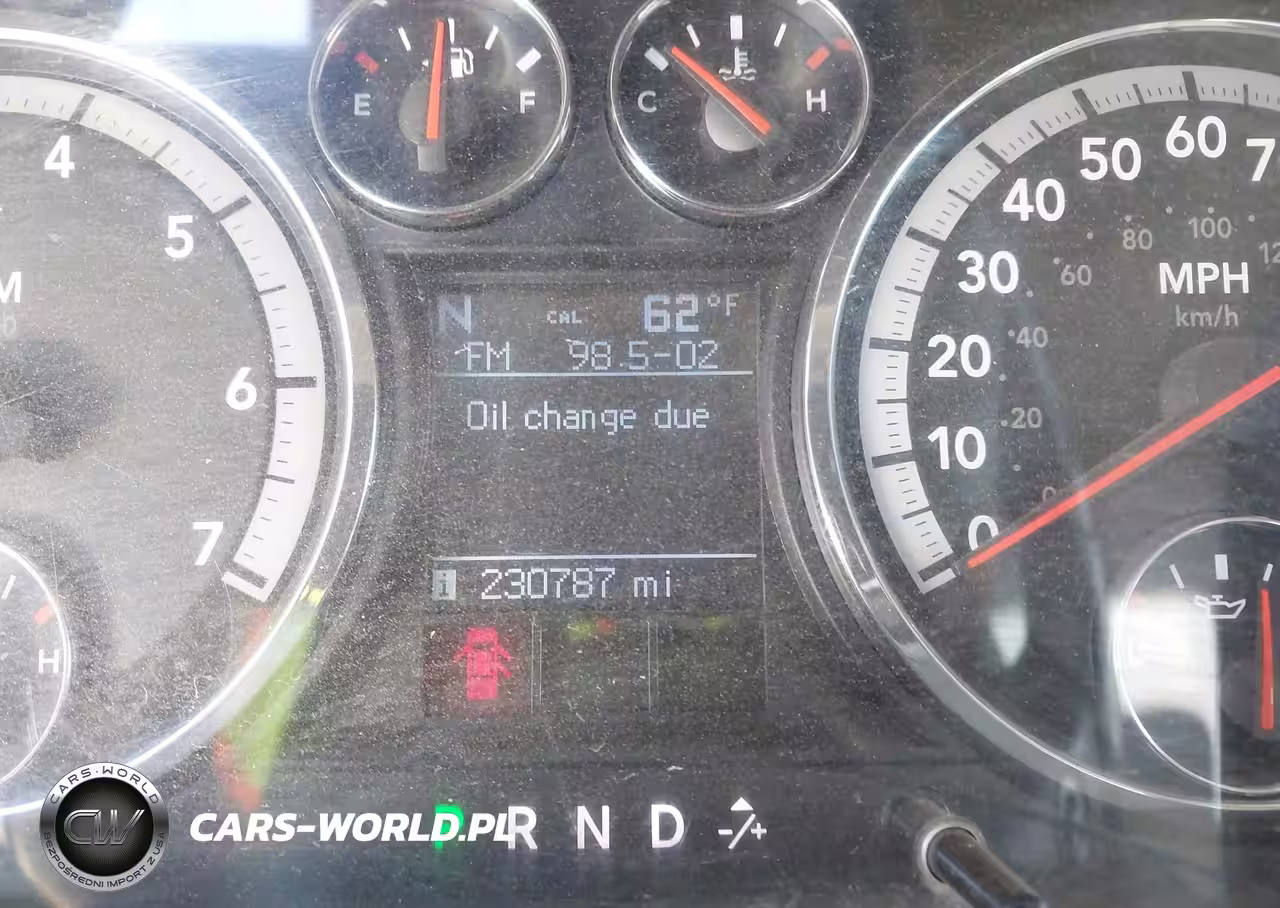 E F
C H
4
5
6
7
H
10
20
30
40
50
60
0
20
40
60
80
100
MPH
km/h
N CAL 62°F
FM 98.5-02
Oil change due
i 230787 mi
P R N D -/+
CARS-WORLD.PL
CARS·WORLD
CW
BEZPOŚREDNI IMPORT Z USA